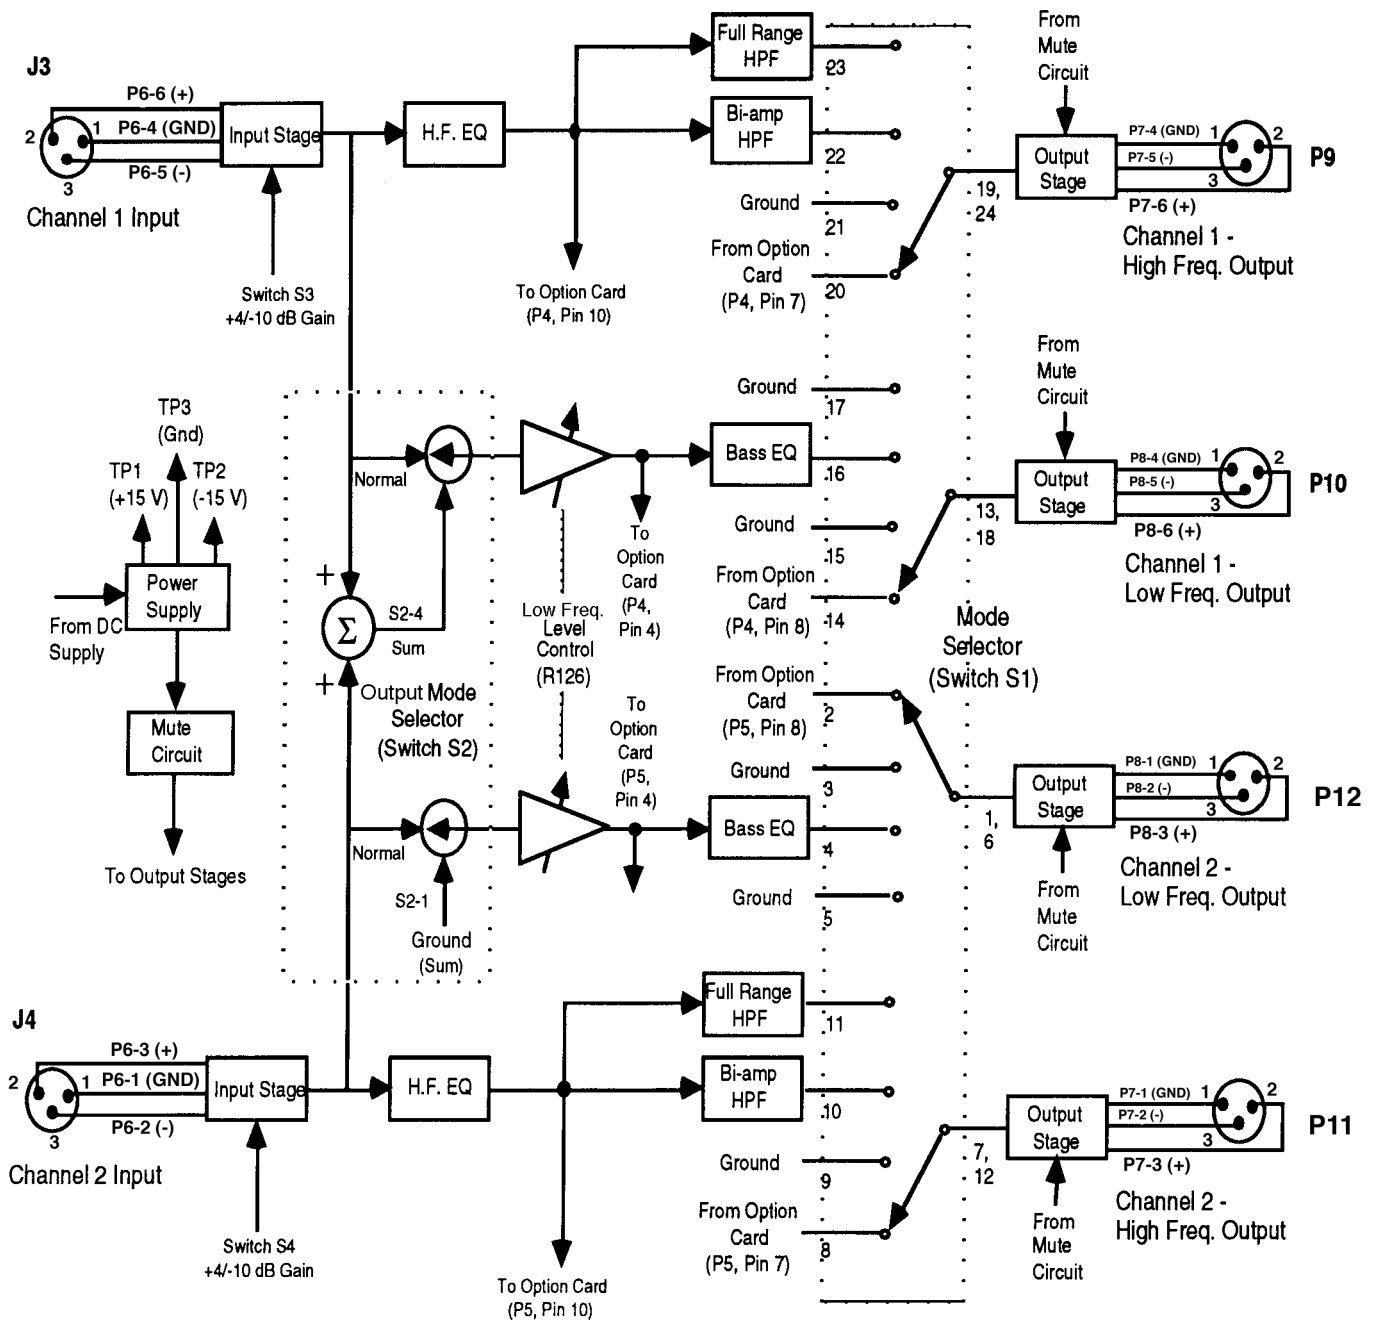 J3
P6-6 (+)
2
1
P6-4 (GND)
P6-5 (-)
3
Channel 1 Input
Input Stage
Switch S3
+4/-10 dB Gain
H.F. EQ
To Option Card
(P4, Pin 10)
Full Range
HPF
23
Bi-amp
HPF
22
Ground
21
From Option
Card
(P4, Pin 7)
20
19,
24
From
Mute
Circuit
Output
Stage
P7-4 (GND)
1
2
P7-5 (-)
3
P7-6 (+)
P9
Channel 1 -
High Freq. Output
TP3
(Gnd)
TP1
(+15 V)
TP2
(-15 V)
Power
Supply
From DC
Supply
Mute
Circuit
To Output Stages
Normal
+
Σ
S2-4
Sum
+
Output Mode
Selector
(Switch S2)
Normal
S2-1
Ground
(Sum)
Low Freq.
Level
Control
(R126)
To
Option
Card
(P4,
Pin 4)
To
Option
Card
(P5,
Pin 4)
Ground
17
Bass EQ
16
Ground
15
From Option
Card
(P4, Pin 8)
14
13,
18
From
Mute
Circuit
Output
Stage
P8-4 (GND)
1
2
P8-5 (-)
3
P8-6 (+)
P10
Channel 1 -
Low Freq. Output
Mode
Selector
(Switch S1)
From Option
Card
(P5, Pin 8)
2
Ground
3
Bass EQ
4
Ground
5
1,
6
Output
Stage
From
Mute
Circuit
P8-1 (GND)
1
2
P8-2 (-)
3
P8-3 (+)
P12
Channel 2 -
Low Freq. Output
J4
P6-3 (+)
2
1
P6-1 (GND)
P6-2 (-)
3
Channel 2 Input
Input Stage
Switch S4
+4/-10 dB Gain
H.F. EQ
To Option Card
(P5, Pin 10)
Full Range
HPF
11
Bi-amp
HPF
10
Ground
9
From Option
Card
(P5, Pin 7)
8
7,
12
Output
Stage
From
Mute
Circuit
P7-1 (GND)
1
2
P7-2 (-)
3
P7-3 (+)
P11
Channel 2 -
High Freq. Output